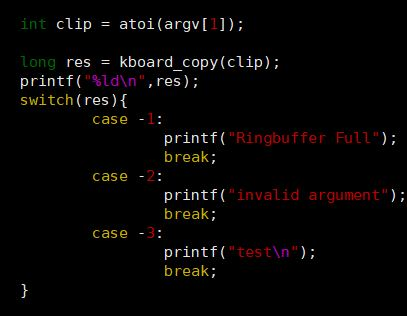 int clip = atoi(argv[1]);
long res = kboard_copy(clip);
printf("%ld\n",res);
switch(res){
case -1:
printf("Ringbuffer Full");
break;
case -2:
printf("invalid argument");
break;
case -3:
printf("test\n");
break;
}